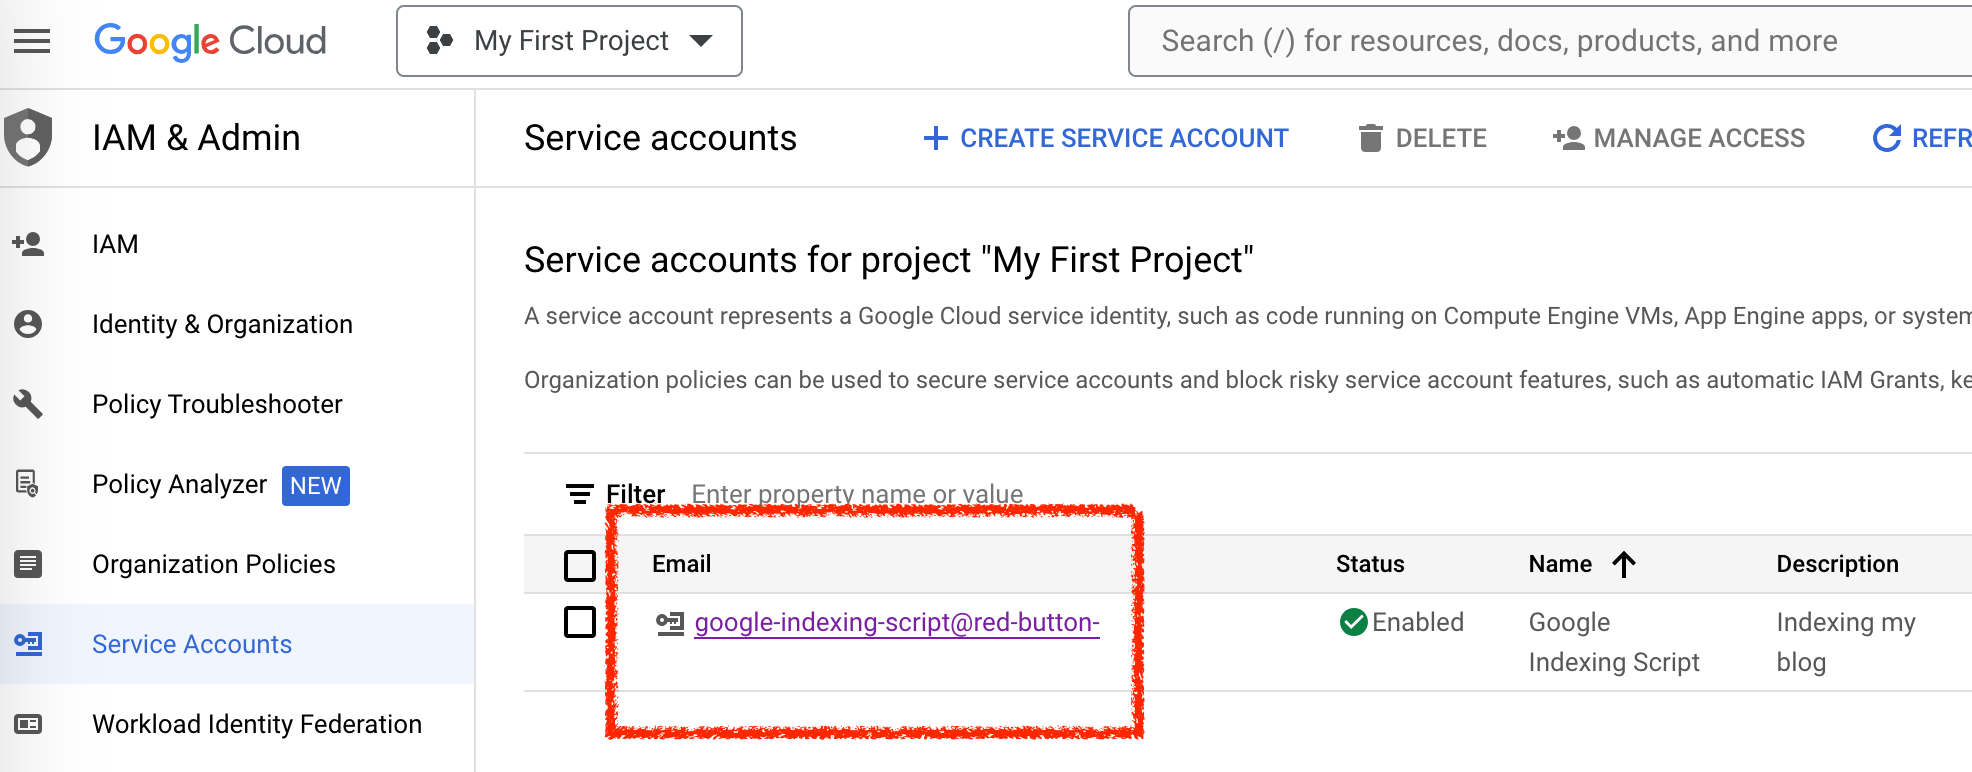 Google Cloud
My First Project
Search (/) for resources, docs, products, and more
IAM & Admin
Service accounts
CREATE SERVICE ACCOUNT
DELETE
MANAGE ACCESS
REFR
IAM
Identity & Organization
Policy Troubleshooter
Policy Analyzer NEW
Organization Policies
Service Accounts
Workload Identity Federation
Service accounts for project "My First Project"
A service account represents a Google Cloud service identity, such as code running on Compute Engine VMs, App Engine apps, or system
Organization policies can be used to secure service accounts and block risky service account features, such as automatic IAM Grants, ke
Filter Enter property name or value
Email Status Name Description
google-indexing-script@red-button- Enabled Google Indexing my
Indexing Script blog